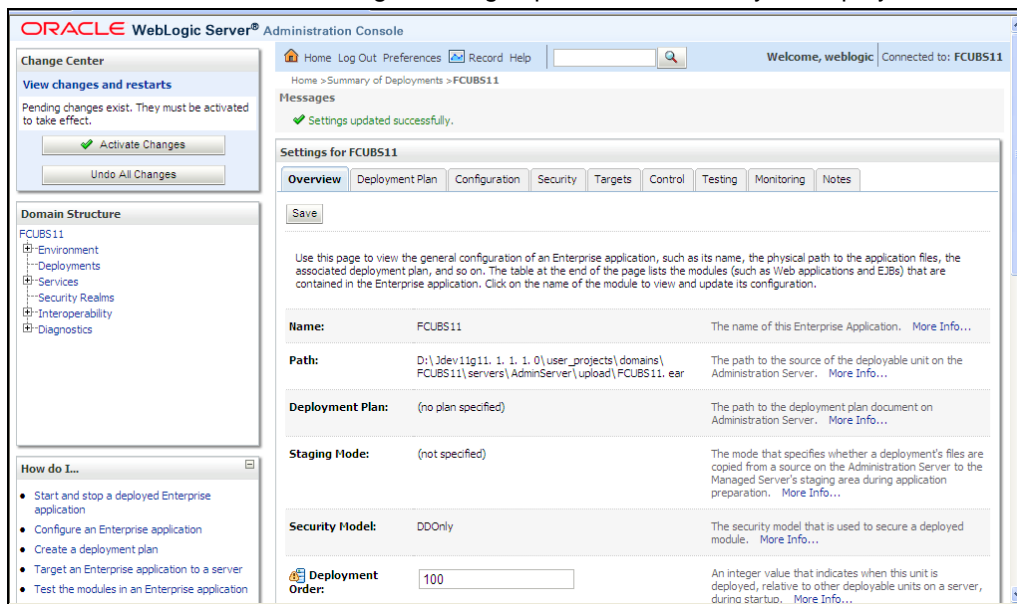 ORACLE WebLogic Server® Administration Console
Change Center
View changes and restarts
Pending changes exist. They must be activated
to take effect.
Activate Changes
Undo All Changes
Domain Structure
FCUBS11
Environment
Deployments
Services
Security Realms
Interoperability
Diagnostics
How do I...
Start and stop a deployed Enterprise
application
Configure an Enterprise application
Create a deployment plan
Target an Enterprise application to a server
Test the modules in an Enterprise application
Home Log Out Preferences Record Help
Welcome, weblogic Connected to: FCUBS11
Home >Summary of Deployments >FCUBS11
Messages
Settings updated successfully.
Settings for FCUBS11
Overview Deployment Plan Configuration Security Targets Control Testing Monitoring Notes
Save
Use this page to view the general configuration of an Enterprise application, such as its name, the physical path to the application files, the
associated deployment plan, and so on. The table at the end of the page lists the modules (such as Web applications and EJBs) that are
contained in the Enterprise application. Click on the name of the module to view and update its configuration.
Name: FCUBS11 The name of this Enterprise Application. More Info...
Path: D:\Jdev11g11. 1. 1. 1. 0\user_projects\domains\ The path to the source of the deployable unit on the
FCUBS11\servers\AdminServer\upload\FCUBS11. ear Administration Server. More Info...
Deployment Plan: (no plan specified) The path to the deployment plan document on
Administration Server. More Info...
Staging Mode: (not specified) The mode that specifies whether a deployment's files are
copied from a source on the Administration Server to the
Managed Server's staging area during application
preparation. More Info...
Security Model: DDOnly The security model that is used to secure a deployed
module. More Info...
Deployment Order: 100 An integer value that indicates when this unit is
deployed, relative to other deployable units on a server,
during startup. More Info...